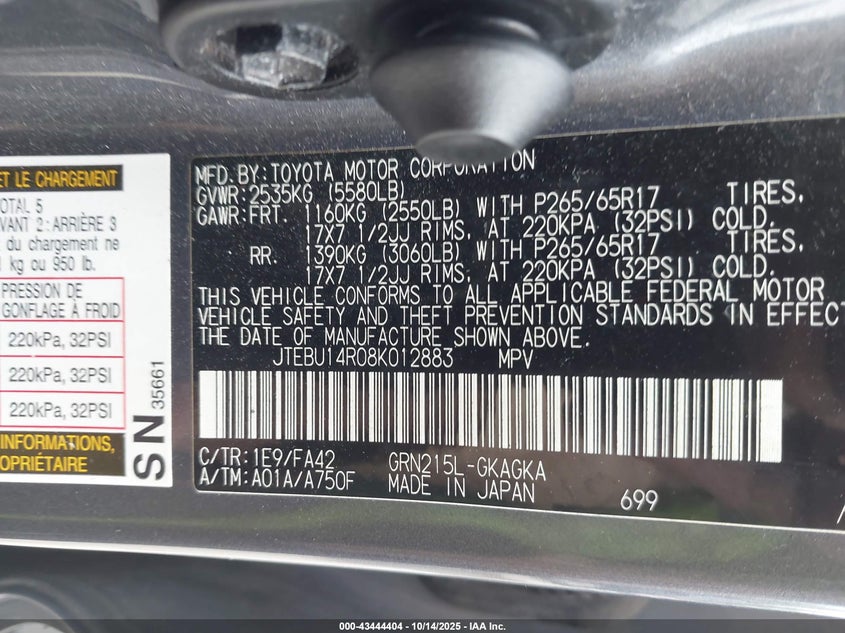 ET LE CHARGEMENT
TOTAL 5
VANT 2: ARRIÈRE 3
du chargement ne
kg ou 950 lb.
PRESSION DE
GONFLAGE À FROID
220kPa, 32PSI
220kPa, 32PSI
220kPa, 32PSI
INFORMATIONS,
PROPRIÉTAIRE
SN 35661
MFD.BY:TOYOTA MOTOR CORPORATION
GVWR:2535KG (5580LB)
GAWR:FRT. 1160KG (2550LB) WITH P265/65R17 TIRES,
17X7 1/2JJ RIMS, AT 220KPA (32PSI) COLD.
RR. 1390KG (3060LB) WITH P265/65R17 TIRES,
17X7 1/2JJ RIMS, AT 220KPA (32PSI) COLD.
THIS VEHICLE CONFORMS TO ALL APPLICABLE FEDERAL MOTOR
VEHICLE SAFETY AND THEFT PREVENTION STANDARDS IN EFFECT
THE DATE OF MANUFACTURE SHOWN ABOVE.
JTEBU14R08K012883 MPV
C/TR:1E9/FA42 GRN215L-GKAGKA
A/TM:A01A/A750F MADE IN JAPAN 699
000-43444404 | 10/14/2025 | IAA Inc.